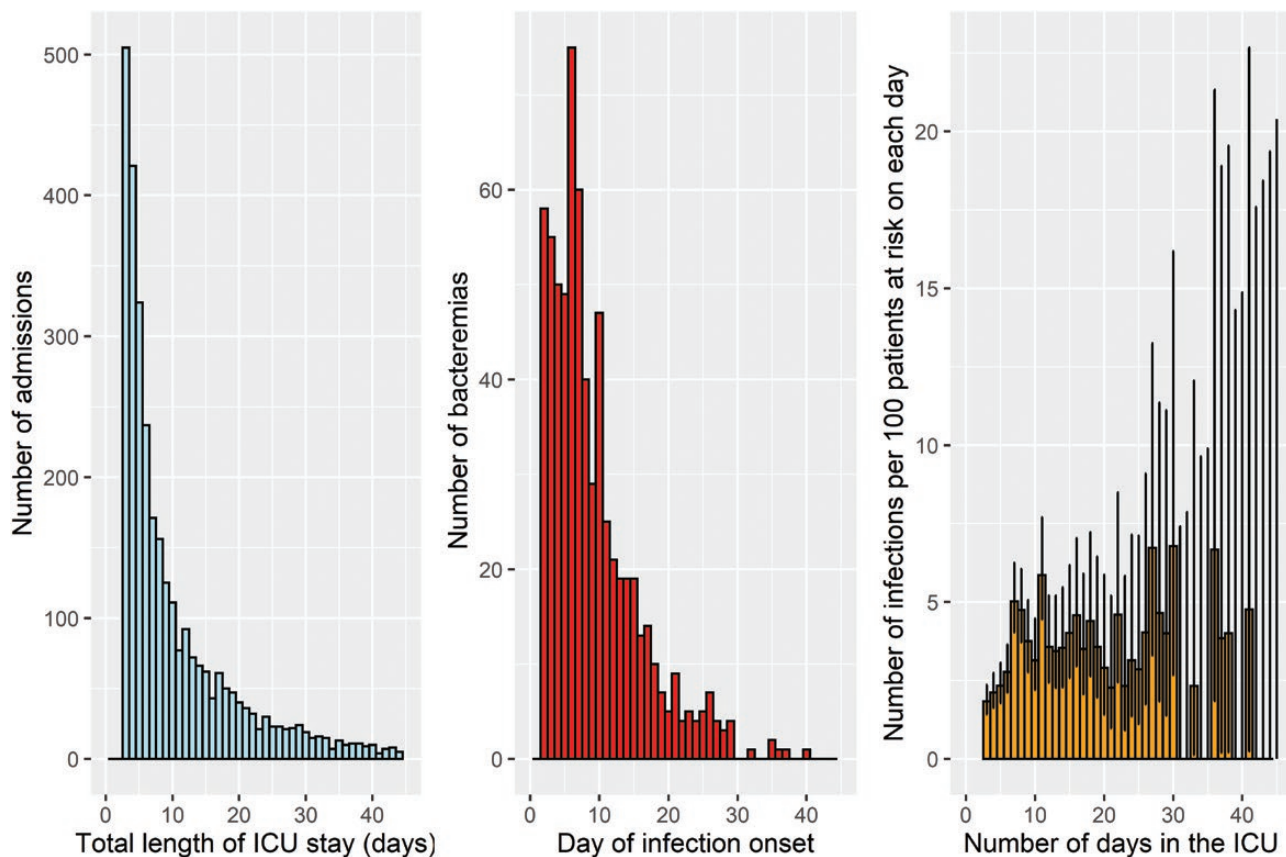 Number of admissions
500
400
300
200
100
0
0 10 20 30 40
Total length of ICU stay (days)
Number of bacteremias
60
40
20
0
0 10 20 30 40
Day of infection onset
Number of infections per 100 patients at risk on each day
20
15
10
5
0
0 10 20 30 40
Number of days in the ICU